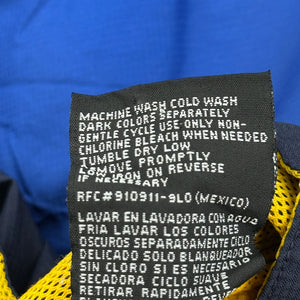 MACHINE WASH COLD WASH
DARK COLORS SEPARATELY
GENTLE CYCLE USE ONLY NON-
CHLORINE BLEACH WHEN NEEDED
TUMBLE DRY LOW
REMOVE PROMPTLY
IRON ON REVERSE
IF NECESSARY
RFC#910911-9L0 (MEXICO)
LAVAR EN LAVADORA CON AGUA
FRIA LAVAR LOS COLORES
OSCUROS SEPARADAMENTE CICLO
DELICADO SOLO BLANQUEADOR
SIN CLORO SI ES NECESARIO
SECADORA CICLO SUAVE
RETIRAR RAPIDAMENTE